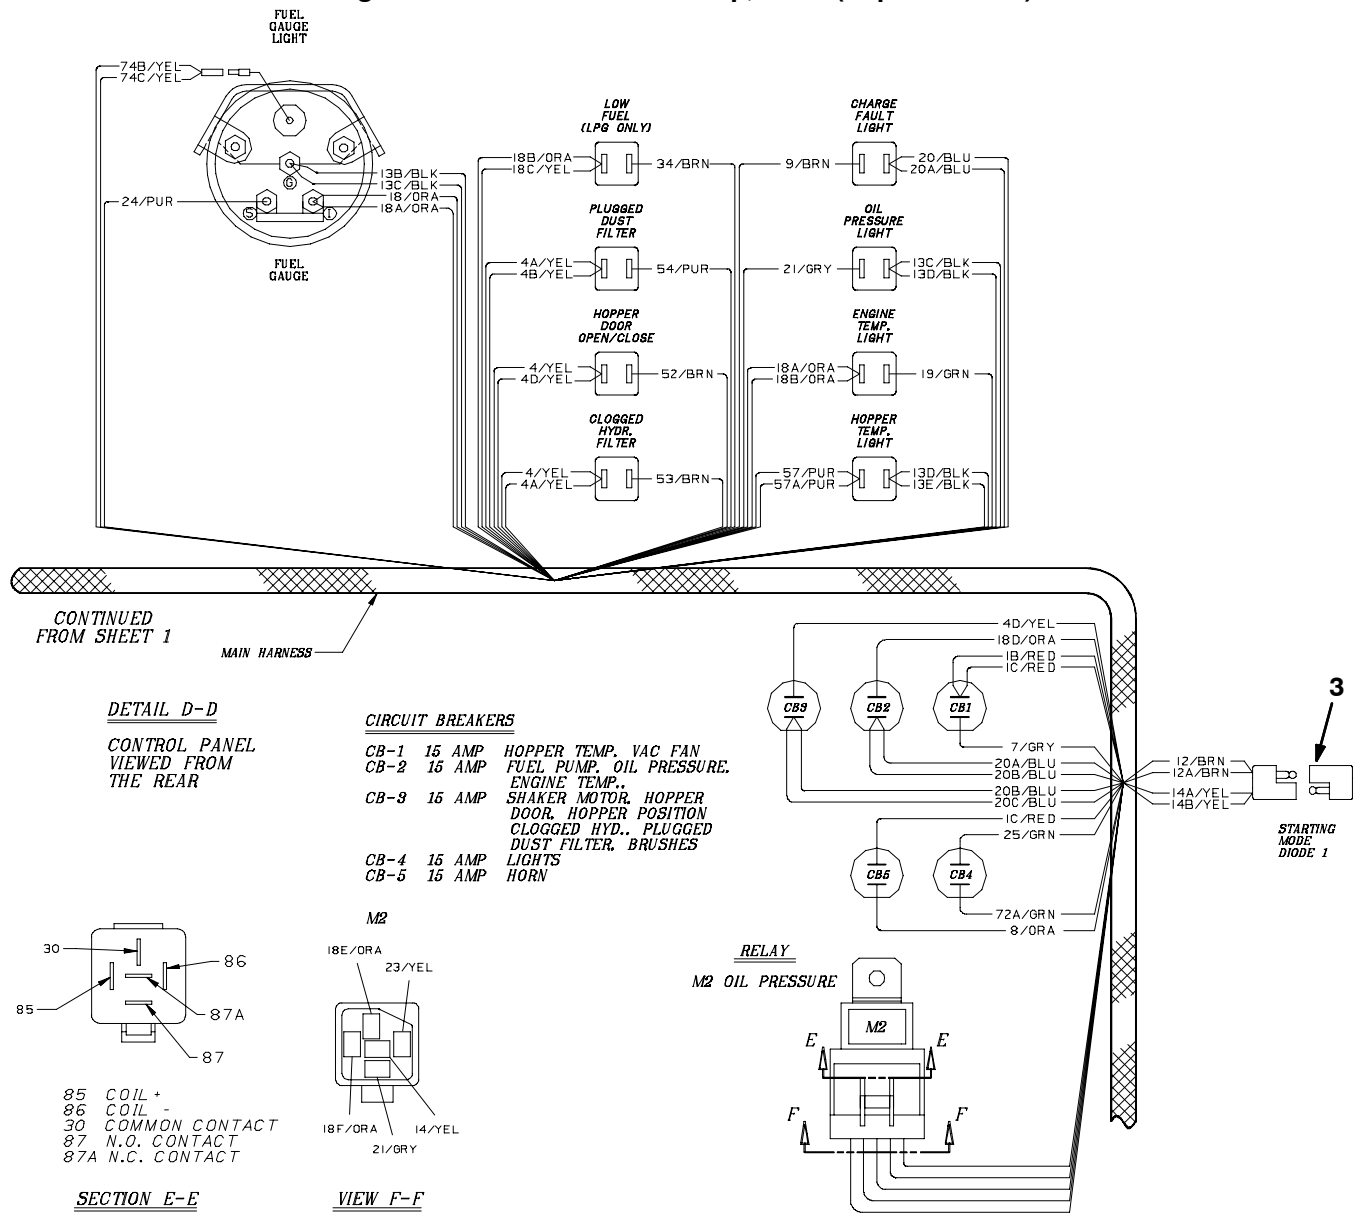 FUEL
GAUGE
LIGHT
74B/YEL
74C/YEL
24/PUR
13B/BLK
13C/BLK
18/ORA
18A/ORA
G
S
I
FUEL
GAUGE
LOW
FUEL
(LPG ONLY)
18B/ORA
18C/YEL
34/BRN
PLUGGED
DUST
FILTER
4A/YEL
4B/YEL
54/PUR
HOPPER
DOOR
OPEN/CLOSE
4/YEL
4D/YEL
52/BRN
CLOGGED
HYDR.
FILTER
4/YEL
4A/YEL
53/BRN
CHARGE
FAULT
LIGHT
9/BRN
20/BLU
20A/BLU
OIL
PRESSURE
LIGHT
21/GRY
13C/BLK
13D/BLK
ENGINE
TEMP.
LIGHT
18A/ORA
18B/ORA
19/GRN
HOPPER
TEMP.
LIGHT
57/PUR
57A/PUR
13D/BLK
13E/BLK
CONTINUED
FROM SHEET 1
MAIN HARNESS
DETAIL D-D
CONTROL PANEL
VIEWED FROM
THE REAR
CIRCUIT BREAKERS
CB-1 15 AMP HOPPER TEMP. VAC FAN
CB-2 15 AMP FUEL PUMP. OIL PRESSURE.
ENGINE TEMP..
CB-3 15 AMP SHAKER MOTOR. HOPPER
DOOR, HOPPER POSITION
CLOGGED HYD.. PLUGGED
DUST FILTER. BRUSHES
CB-4 15 AMP LIGHTS
CB-5 15 AMP HORN
4D/YEL
18D/ORA
1B/RED
1C/RED
CB3
CB2
CB1
7/GRY
20A/BLU
20B/BLU
20B/BLU
20C/BLU
1C/RED
25/GRN
CB5
CB4
72A/GRN
8/ORA
3
12/BRN
12A/BRN
14A/YEL
14B/YEL
STARTING
MODE
DIODE 1
30
86
85
87A
87
85 COIL +
86 COIL -
30 COMMON CONTACT
87 N.O. CONTACT
87A N.C. CONTACT
SECTION E-E
M2
18E/ORA
23/YEL
18F/ORA
14/YEL
21/GRY
VIEW F-F
RELAY
M2 OIL PRESSURE
M2
E E
F F